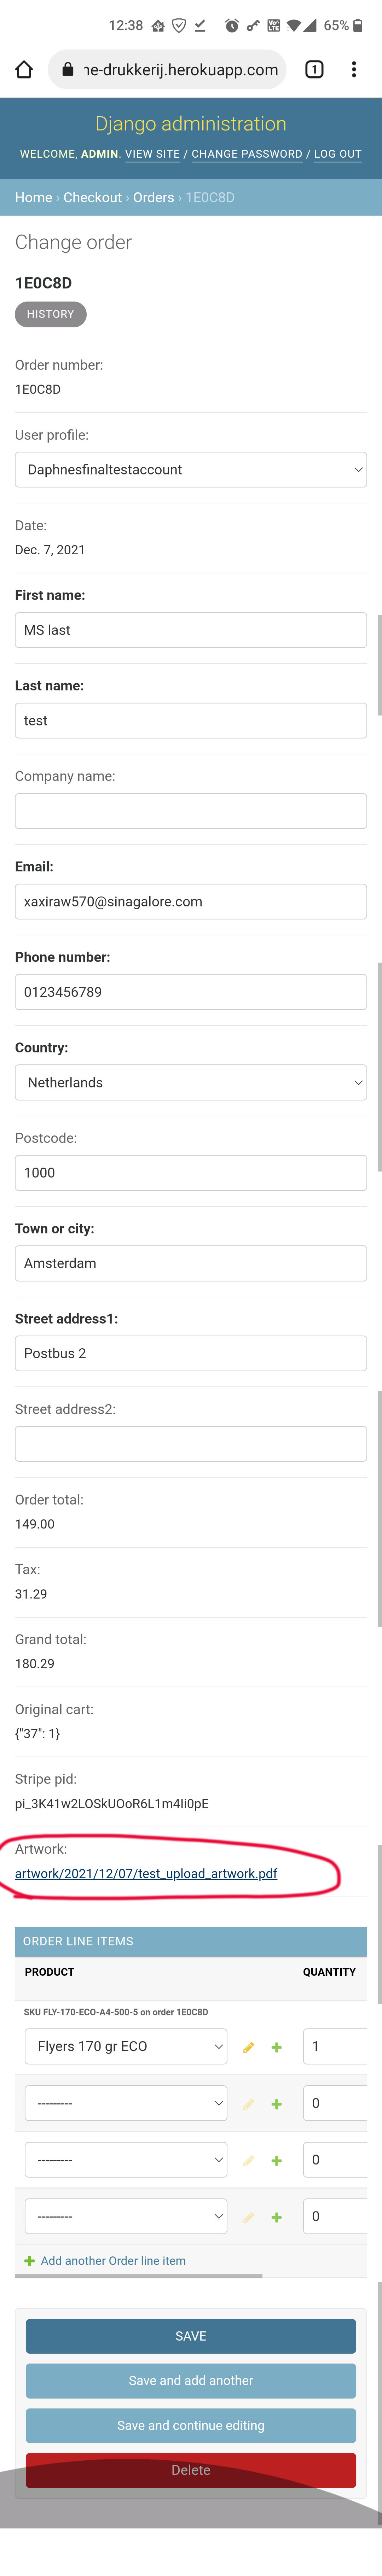 12:38
65%
ne-drukkerij.herokuapp.com
1
Django administration
WELCOME, ADMIN. VIEW SITE / CHANGE PASSWORD / LOG OUT
Home › Checkout › Orders › 1E0C8D
Change order
1E0C8D
HISTORY
Order number:
1E0C8D
User profile:
Daphnesfinaltestaccount
Date:
Dec. 7, 2021
First name:
MS last
Last name:
test
Company name:
Email:
xaxiraw570@sinagalore.com
Phone number:
0123456789
Country:
Netherlands
Postcode:
1000
Town or city:
Amsterdam
Street address1:
Postbus 2
Street address2:
Order total:
149.00
Tax:
31.29
Grand total:
180.29
Original cart:
{"37": 1}
Stripe pid:
pi_3K41w2LOSkUOoR6L1m4Ii0pE
Artwork:
artwork/2021/12/07/test_upload_artwork.pdf
ORDER LINE ITEMS
PRODUCT QUANTITY
SKU FLY-170-ECO-A4-500-5 on order 1E0C8D
Flyers 170 gr ECO 1
--------- 0
--------- 0
--------- 0
Add another Order line item
SAVE
Save and add another
Save and continue editing
Delete